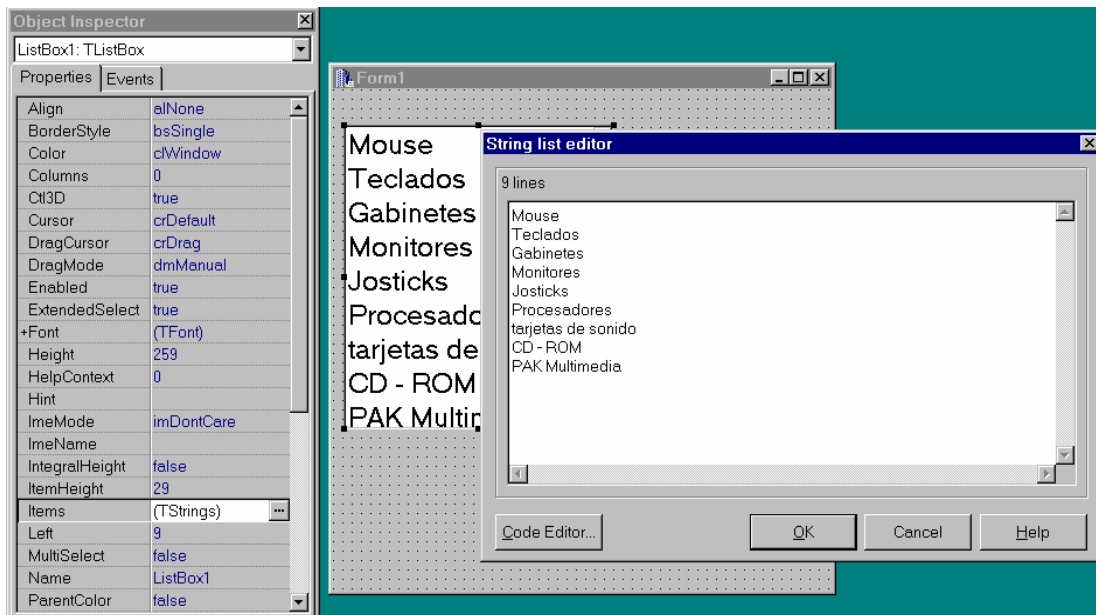 Object Inspector
ListBox1: TListBox
Properties Events
Align alNone
BorderStyle bsSingle
Color clWindow
Columns 0
Ctl3D true
Cursor crDefault
DragCursor crDrag
DragMode dmManual
Enabled true
ExtendedSelect true
+Font (TFont)
Height 259
HelpContext 0
Hint
ImeMode imDontCare
ImeName
IntegralHeight false
ItemHeight 29
Items (TStrings) ...
Left 9
MultiSelect false
Name ListBox1
ParentColor false
Form1
Mouse
Teclados
Gabinetes
Monitores
Josticks
Procesado
tarjetas de
CD - ROM
PAK Multin
String list editor
9 lines
Mouse
Teclados
Gabinetes
Monitores
Josticks
Procesadores
tarjetas de sonido
CD - ROM
PAK Multimedia
Code Editor... OK Cancel Help